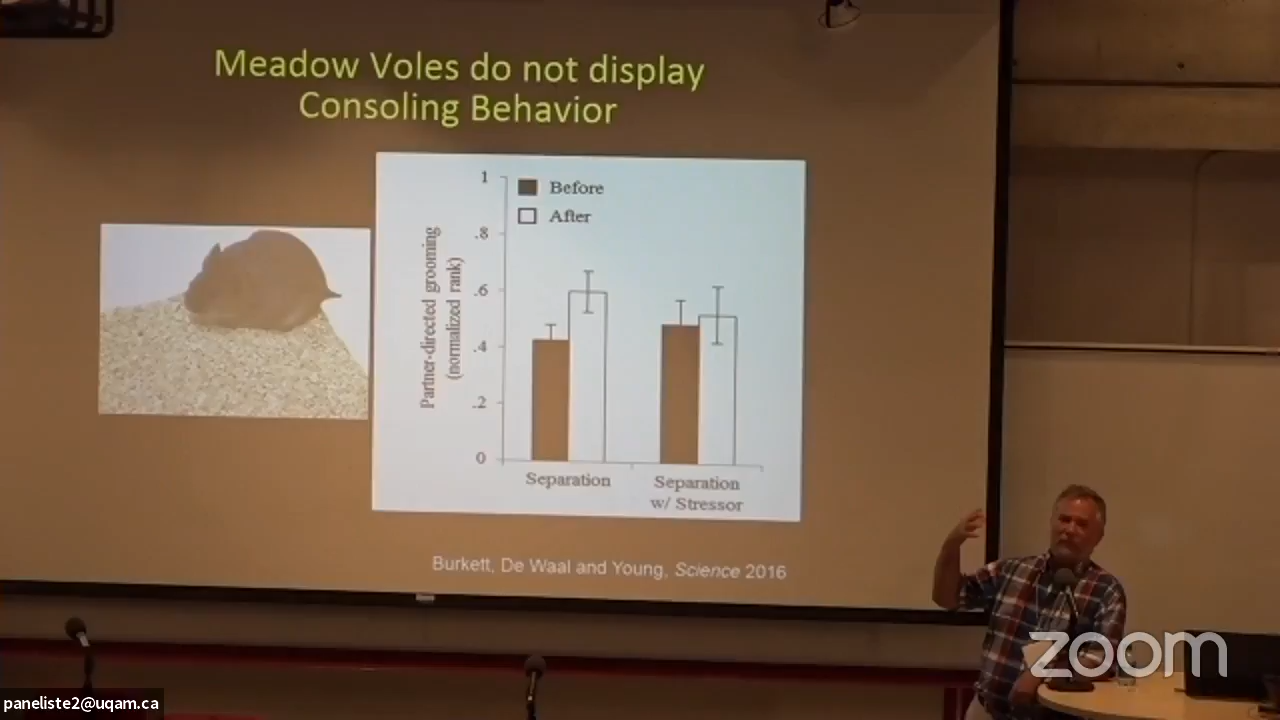 Meadow Voles do not display
Consoling Behavior
1
.8
.6
.4
.2
0
Before
After
Partner-directed grooming
(normalized rank)
Separation
Separation
w/ Stressor
Burkett, De Waal and Young, Science 2016
zoom
paneliste2@uqam.ca